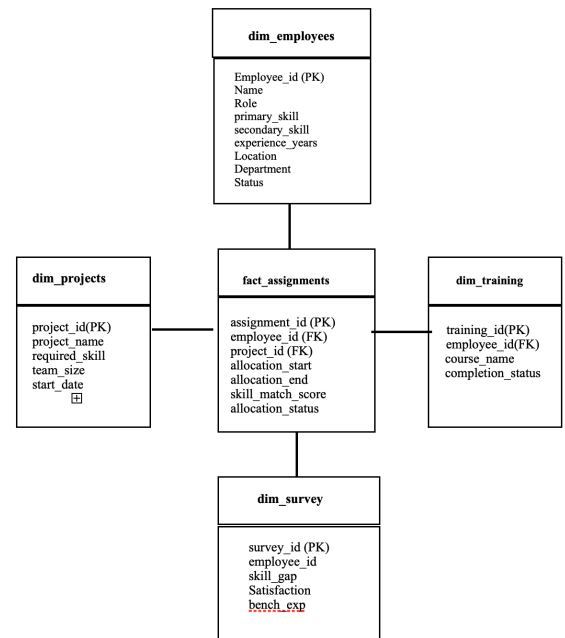 dim_employees
Employee_id (PK)
Name
Role
primary_skill
secondary_skill
experience_years
Location
Department
Status
dim_projects
project_id(PK)
project_name
required_skill
team_size
start_date
fact_assignments
assignment_id (PK)
employee_id (FK)
project_id (FK)
allocation_start
allocation_end
skill_match_score
allocation_status
dim_training
training_id(PK)
employee_id(FK)
course_name
completion_status
dim_survey
survey_id (PK)
employee_id
skill_gap
Satisfaction
bench_exp